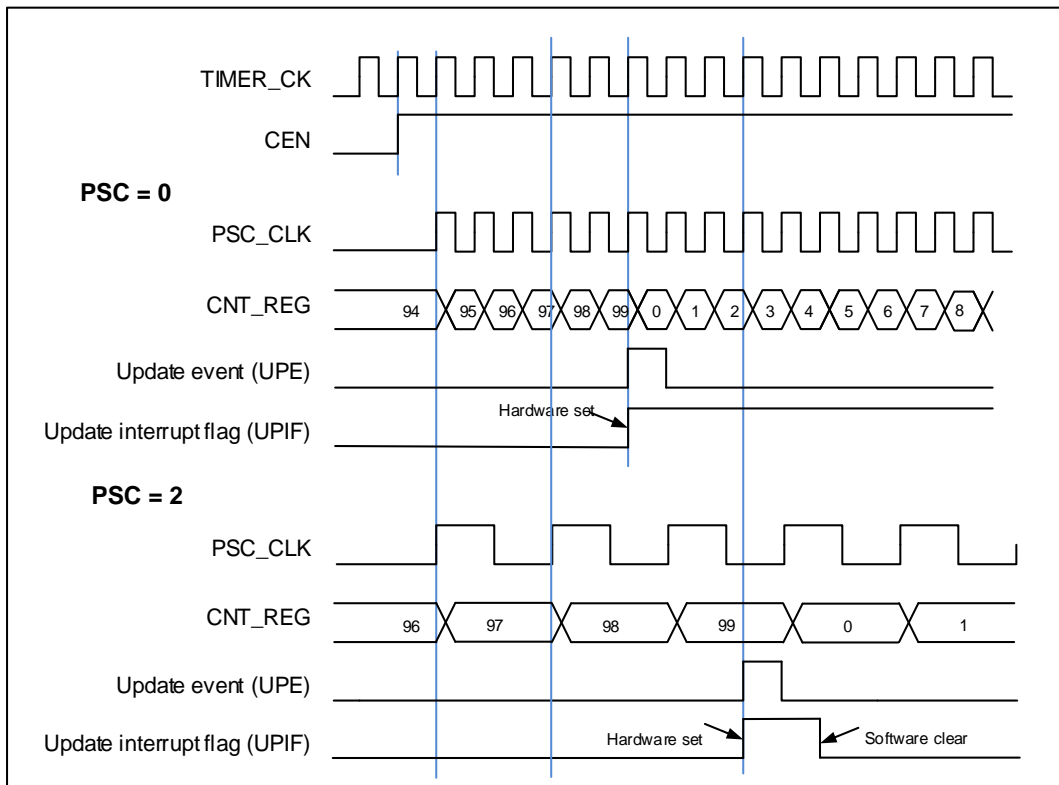 TIMER_CK
CEN
PSC = 0
PSC_CLK
CNT_REG 94 95 96 97 98 99 0 1 2 3 4 5 6 7 8
Update event (UPE)
Hardware set
Update interrupt flag (UPIF)
PSC = 2
PSC_CLK
CNT_REG 96 97 98 99 0 1
Update event (UPE)
Update interrupt flag (UPIF) Hardware set Software clear